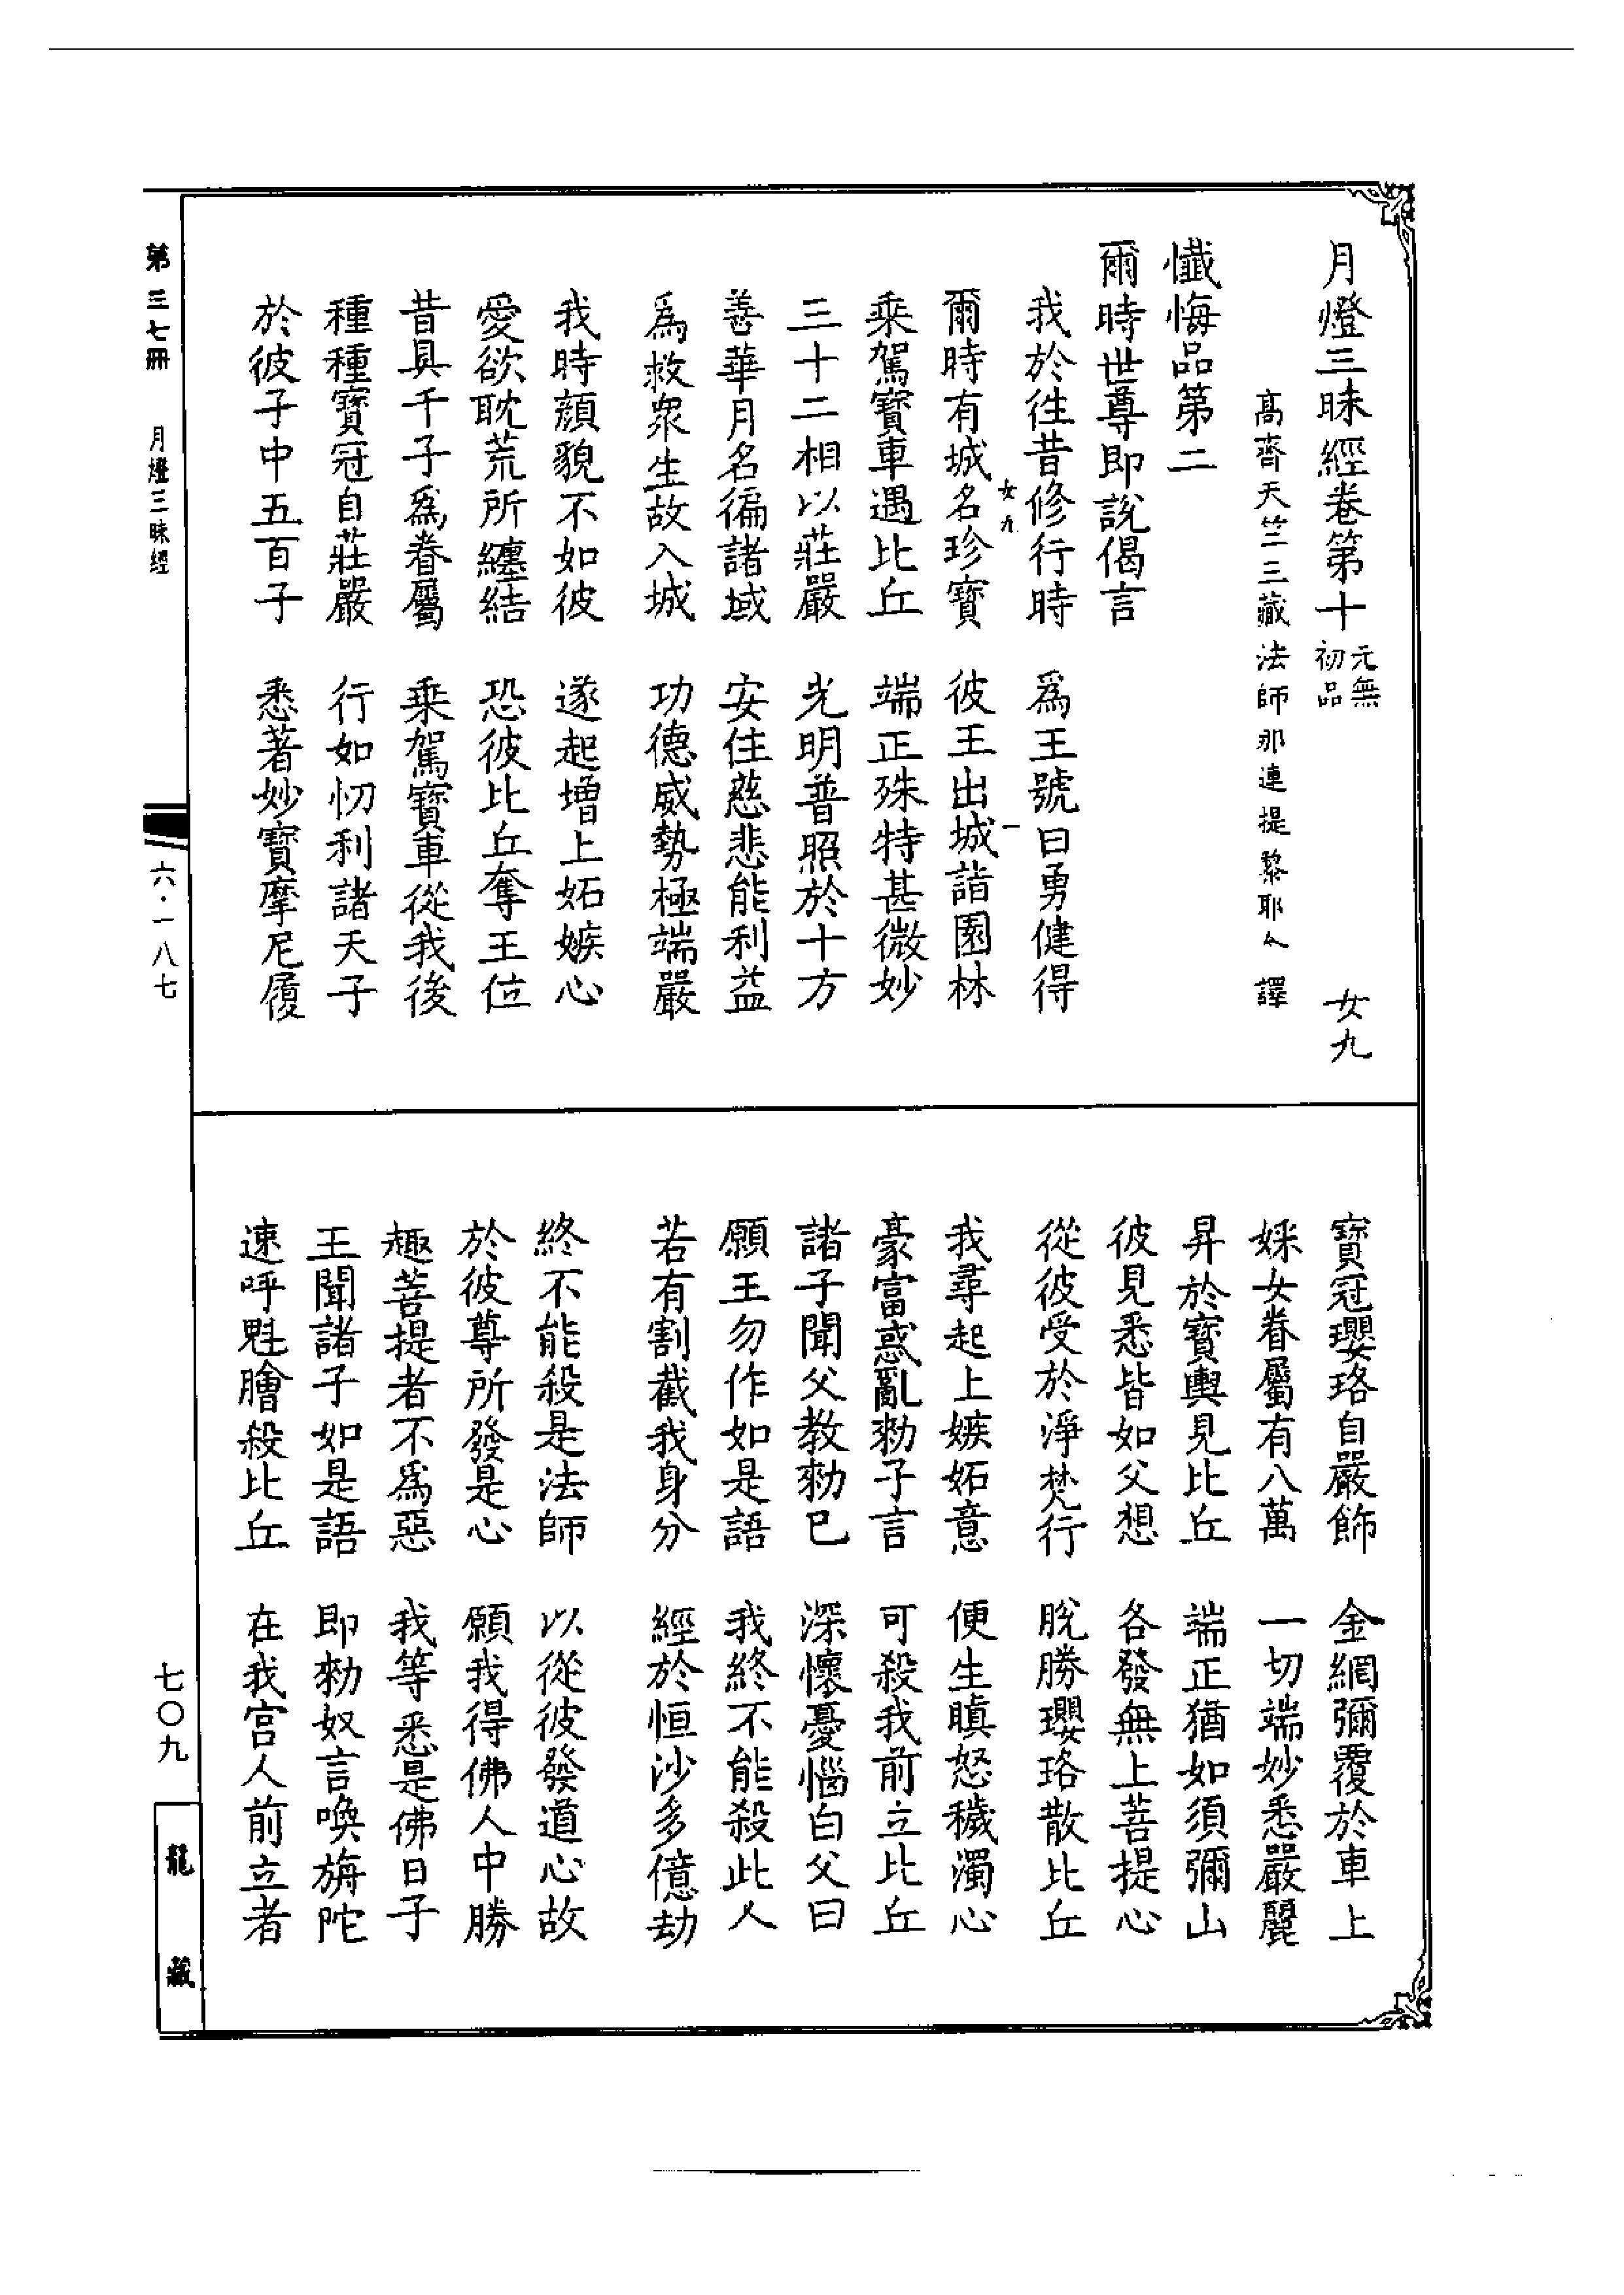 月燈三昧經卷第十 元無初品 女九
高齊天竺三藏法師那連提黎耶仒 譯
懺悔品第二
爾時世尊即說偈言
我於往昔修行時 爲王號曰勇健得
女九 一
爾時有城名珍寶 彼王出城詣園林
乘駕寶車遇比丘 端正殊特甚微妙
三十二相以莊嚴 光明普照於十方
善華月名徧諸域 安住慈悲能利益
爲救衆生故入城 功德威勢極端嚴
我時顏貌不如彼 遂起增上妬嫉心
愛欲耽荒所纏結 恐彼比丘奪王位
昔具千子爲眷屬 乘駕寶車從我後
種種寶冠自莊嚴 行如忉利諸天子
於彼子中五百子 悉著妙寶摩尼履
寶冠瓔珞自嚴飾 金網彌覆於車上
婇女眷屬有八萬 一切端妙悉嚴麗
昇於寶輿見比丘 端正猶如須彌山
彼見悉皆如父想 各發無上菩提心
從彼受於淨梵行 脫勝瓔珞散比丘
我尋起上嫉妬意 便生瞋怒穢濁心
豪富惑亂勑子言 可殺我前立比丘
諸子聞父教勑已 深懷憂惱白父曰
願王勿作如是語 我終不能殺此人
若有割截我身分 經於恒沙多億劫
終不能殺是法師 以從彼發道心故
於彼尊所發是心 願我得佛人中勝
趣菩提者不爲惡 我等悉是佛日子
王聞諸子如是語 即勑奴言喚旃陀
速呼魁膾殺比丘 在我宮人前立者
第三七冊 月燈三昧經
六·一八七
七〇九
龍藏